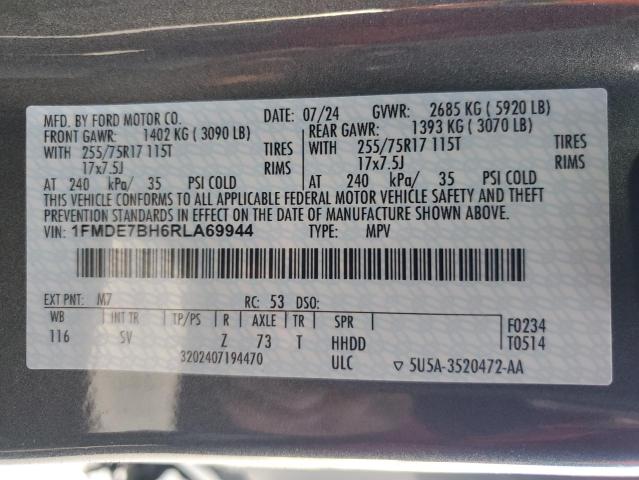 MFD. BY FORD MOTOR CO. DATE: 07/24 GVWR: 2685 KG ( 5920 LB)
FRONT GAWR: 1402 KG ( 3090 LB) REAR GAWR: 1393 KG ( 3070 LB)
WITH 255/75R17 115T TIRES WITH 255/75R17 115T TIRES
17x7.5J RIMS 17x7.5J RIMS
AT 240 kPa/ 35 PSI COLD AT 240 kPa/ 35 PSI COLD
THIS VEHICLE CONFORMS TO ALL APPLICABLE FEDERAL MOTOR VEHICLE SAFETY AND THEFT
PREVENTION STANDARDS IN EFFECT ON THE DATE OF MANUFACTURE SHOWN ABOVE.
VIN: 1FMDE7BH6RLA69944 TYPE: MPV
EXT PNT: M7 RC: 53 DSO:
WB INT TR TP/PS R AXLE TR SPR F0234
116 SV Z 73 T HHDD T0514
3202407194470 ULC ▽ 5U5A-3520472-AA